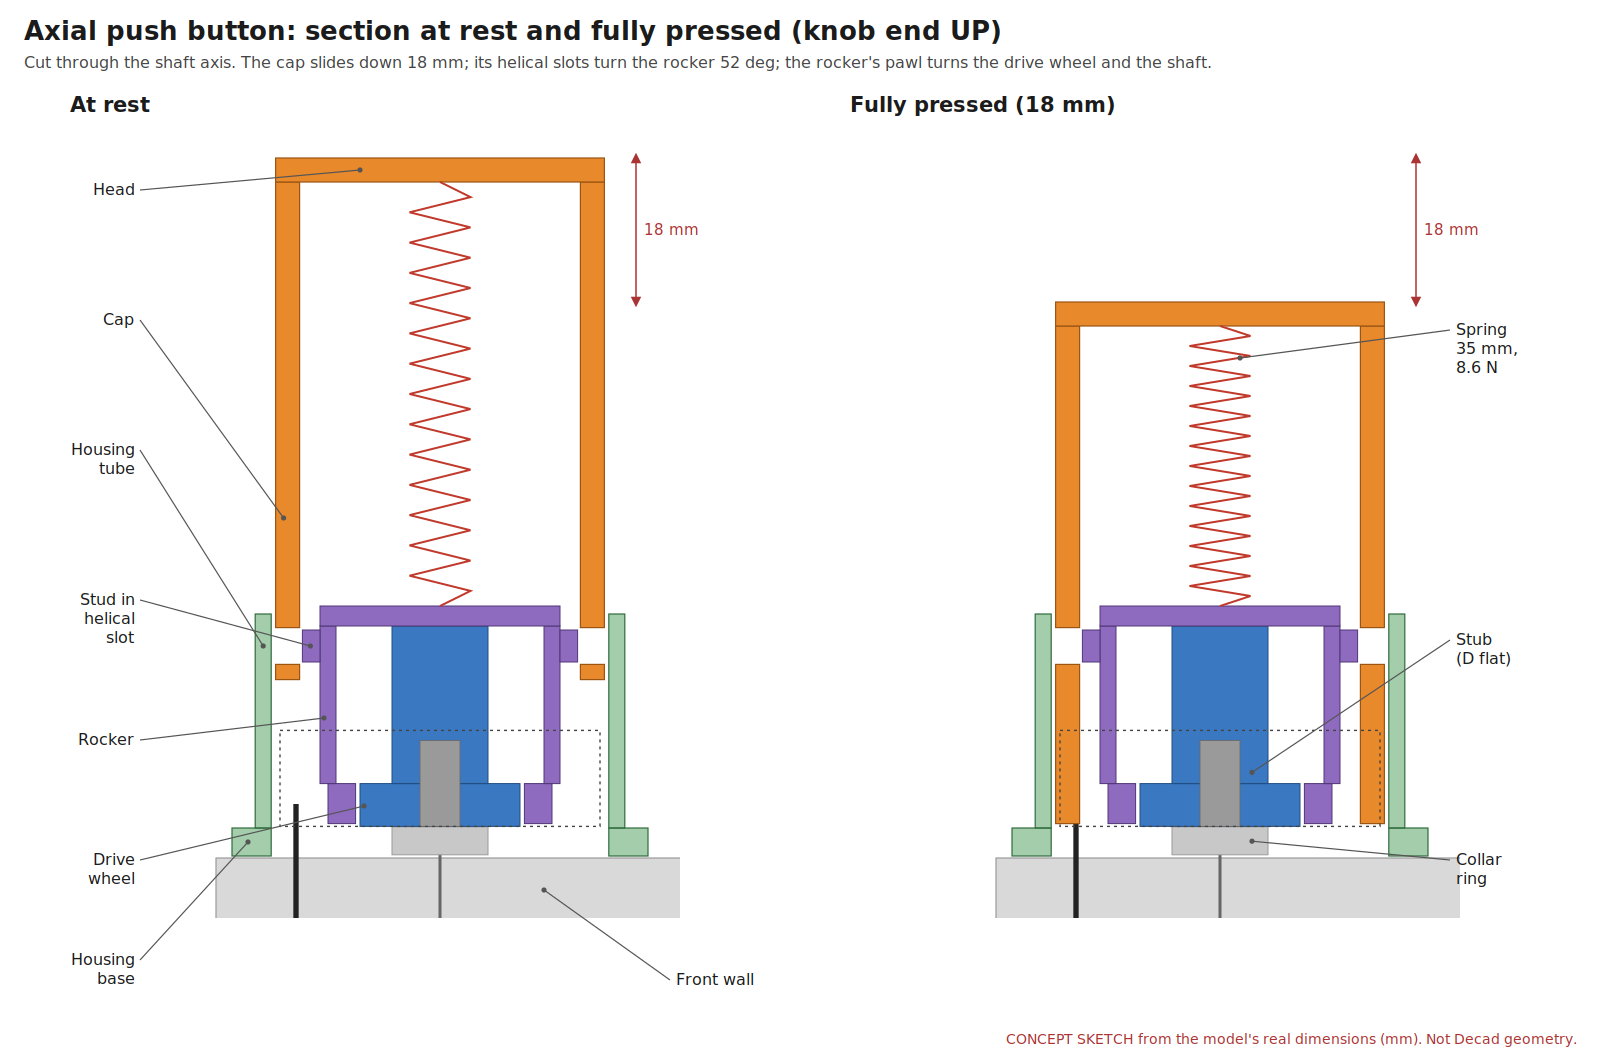 Axial push button: section at rest and fully pressed (knob end UP)
Cut through the shaft axis. The cap slides down 18 mm; its helical slots turn the rocker 52 deg; the rocker's pawl turns the drive wheel and the shaft.
At rest
Fully pressed (18 mm)
Head
18 mm
18 mm
Cap
Spring
35 mm,
8.6 N
Housing
tube
Stud in
helical
slot
Stub
(D flat)
Rocker
Drive
wheel
Collar
ring
Housing
base
Front wall
CONCEPT SKETCH from the model's real dimensions (mm). Not Decad geometry.